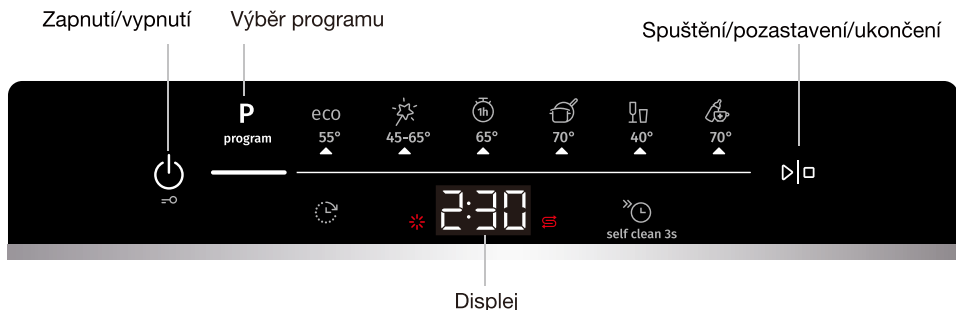 Zapnutí/vypnutí
Výběr programu
Spuštění/pozastavení/ukončení
P
program
eco
1h
55°
45-65°
65°
70°
40°
70°
2:30
self clean 3s
Displej